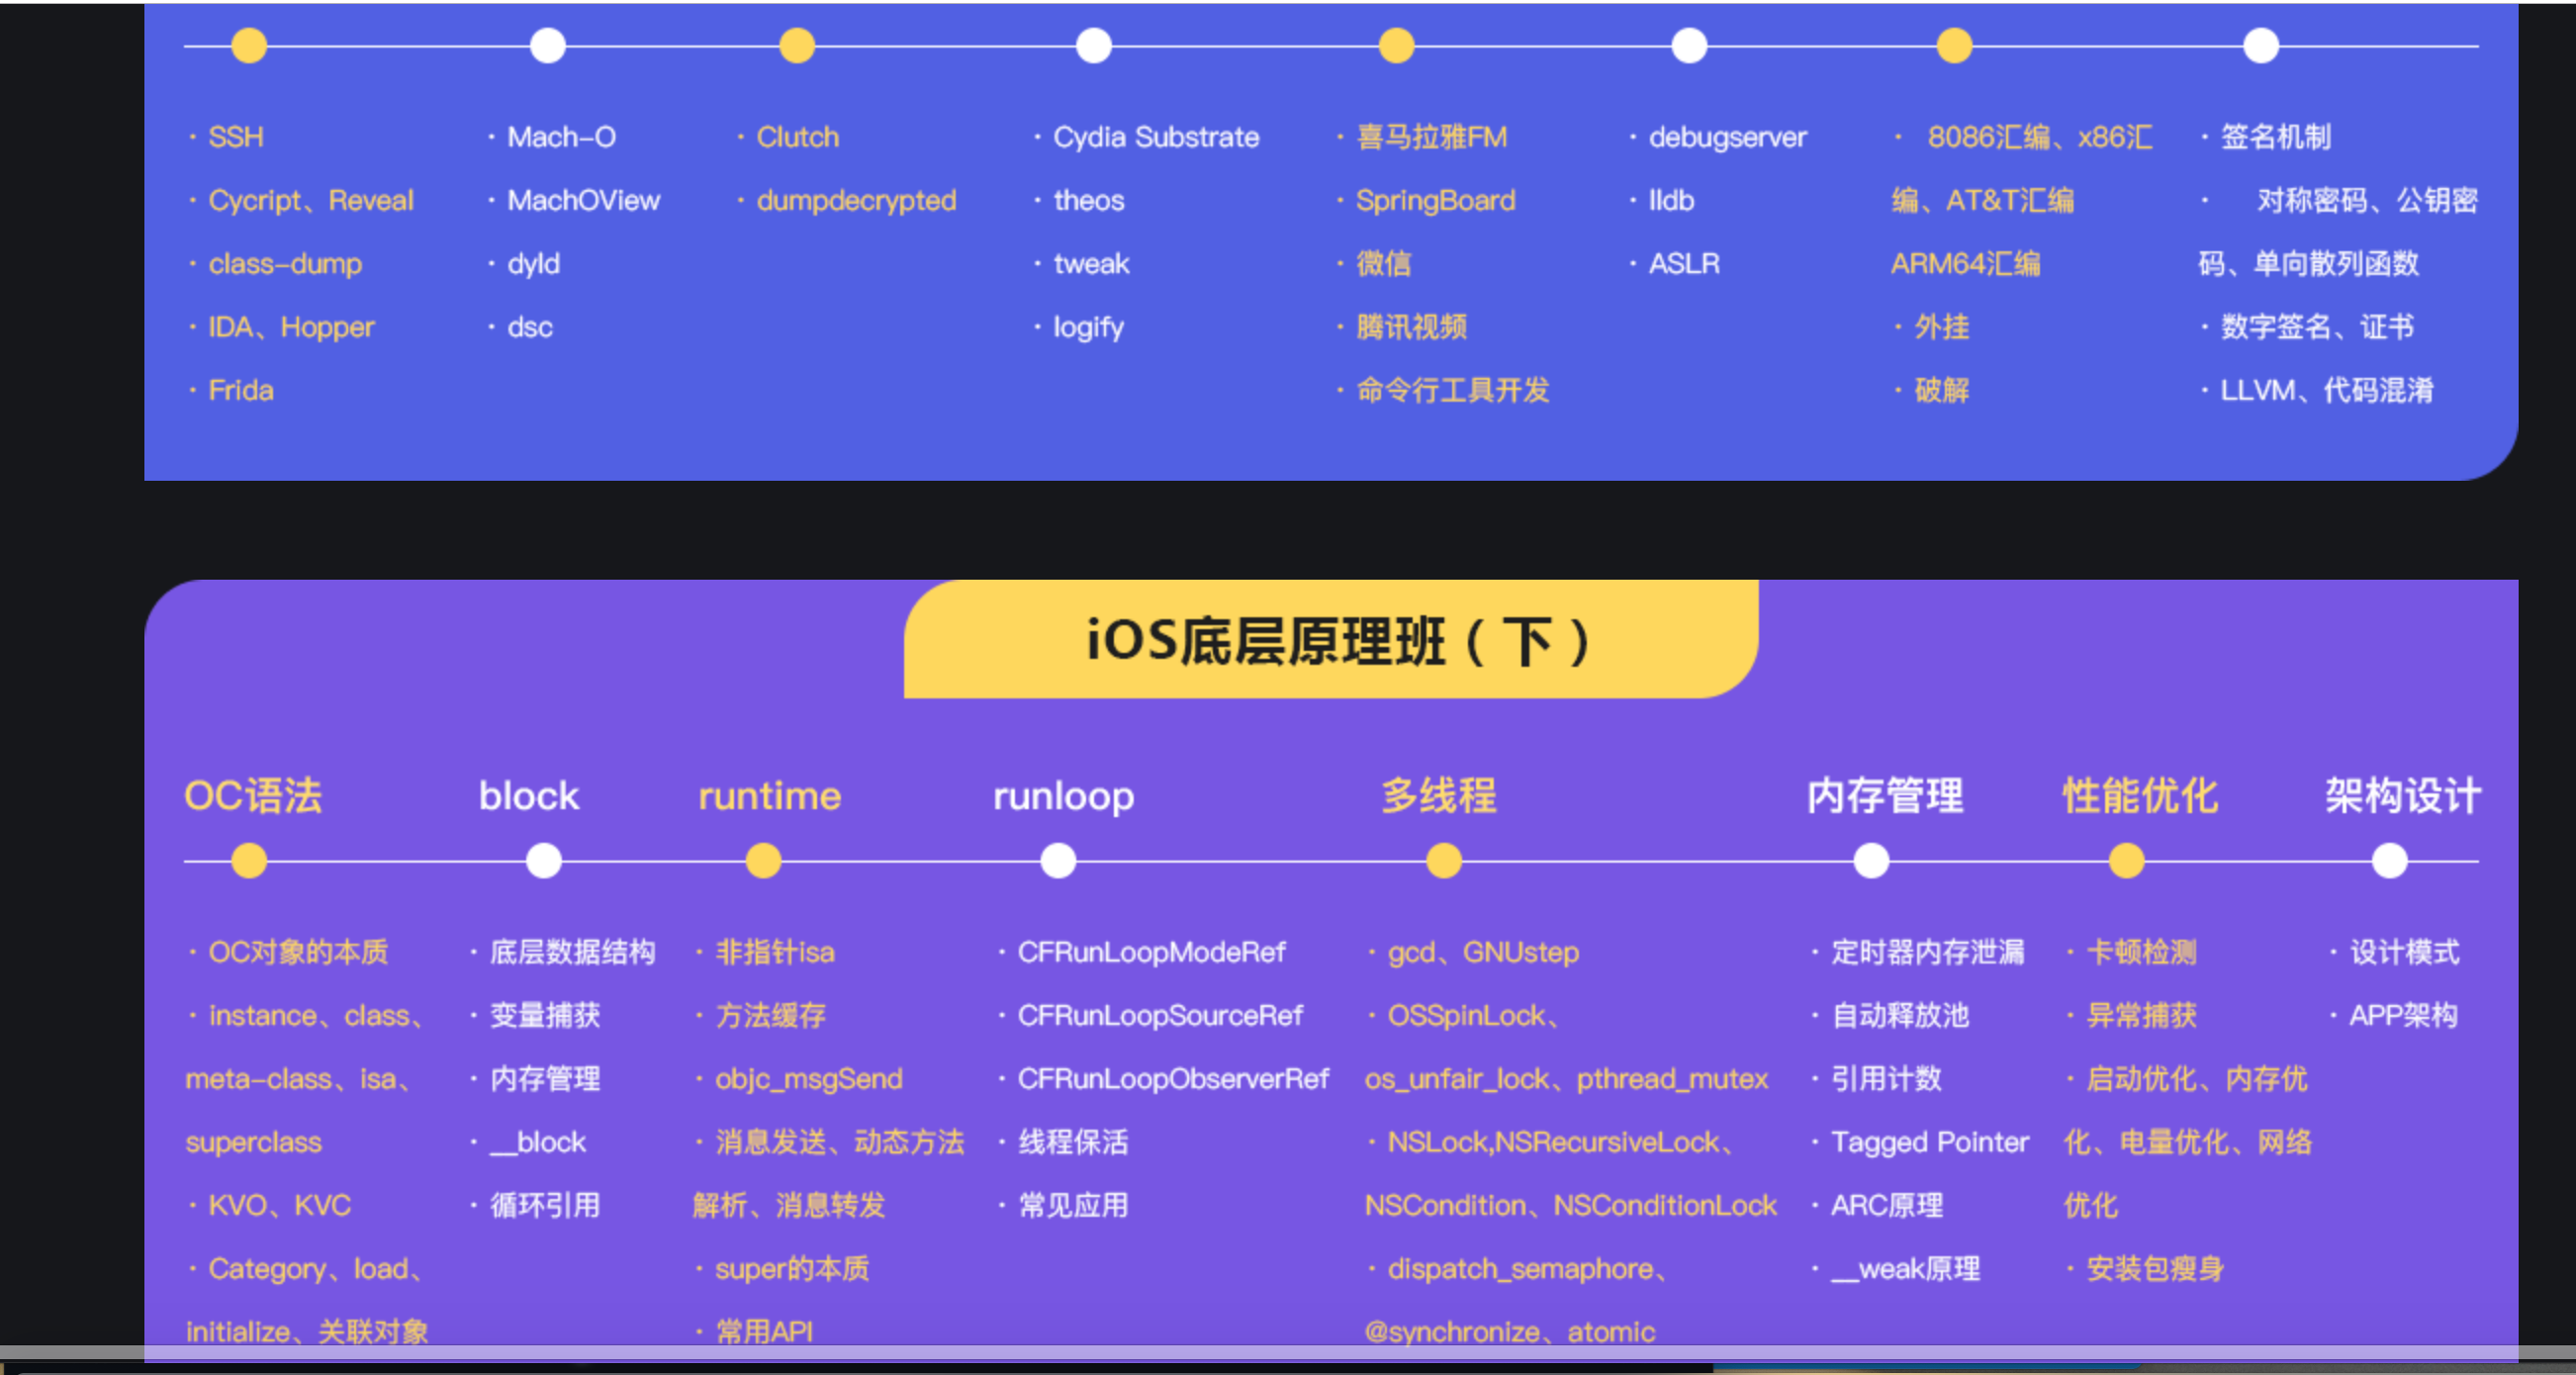 · SSH
· Cycript、Reveal
· class-dump
· IDA、Hopper
· Frida
· Mach-O
· MachOView
· dyld
· dsc
· Clutch
· dumpdecrypted
· Cydia Substrate
· theos
· tweak
· logify
· 喜马拉雅FM
· SpringBoard
· 微信
· 腾讯视频
· 命令行工具开发
· debugserver
· lldb
· ASLR
· 8086汇编、x86汇
编、AT&T汇编
ARM64汇编
· 外挂
· 破解
· 签名机制
· 对称密码、公钥密
码、单向散列函数
· 数字签名、证书
· LLVM、代码混淆
iOS底层原理班（下）
OC语法
· OC对象的本质
· instance、class、
meta-class、isa、
superclass
· KVO、KVC
· Category、load、
initialize、关联对象
block
· 底层数据结构
· 变量捕获
· 内存管理
· __block
· 循环引用
runtime
· 非指针isa
· 方法缓存
· objc_msgSend
· 消息发送、动态方法
解析、消息转发
· super的本质
· 常用API
runloop
· CFRunLoopModeRef
· CFRunLoopSourceRef
· CFRunLoopObserverRef
· 线程保活
· 常见应用
多线程
· gcd、GNUstep
· OSSpinLock、
os_unfair_lock、pthread_mutex
· NSLock,NSRecursiveLock、
NSCondition、NSConditionLock
· dispatch_semaphore、
@synchronize、atomic
内存管理
· 定时器内存泄漏
· 自动释放池
· 引用计数
· Tagged Pointer
· ARC原理
· __weak原理
性能优化
· 卡顿检测
· 异常捕获
· 启动优化、内存优
化、电量优化、网络
优化
· 安装包瘦身
架构设计
· 设计模式
· APP架构